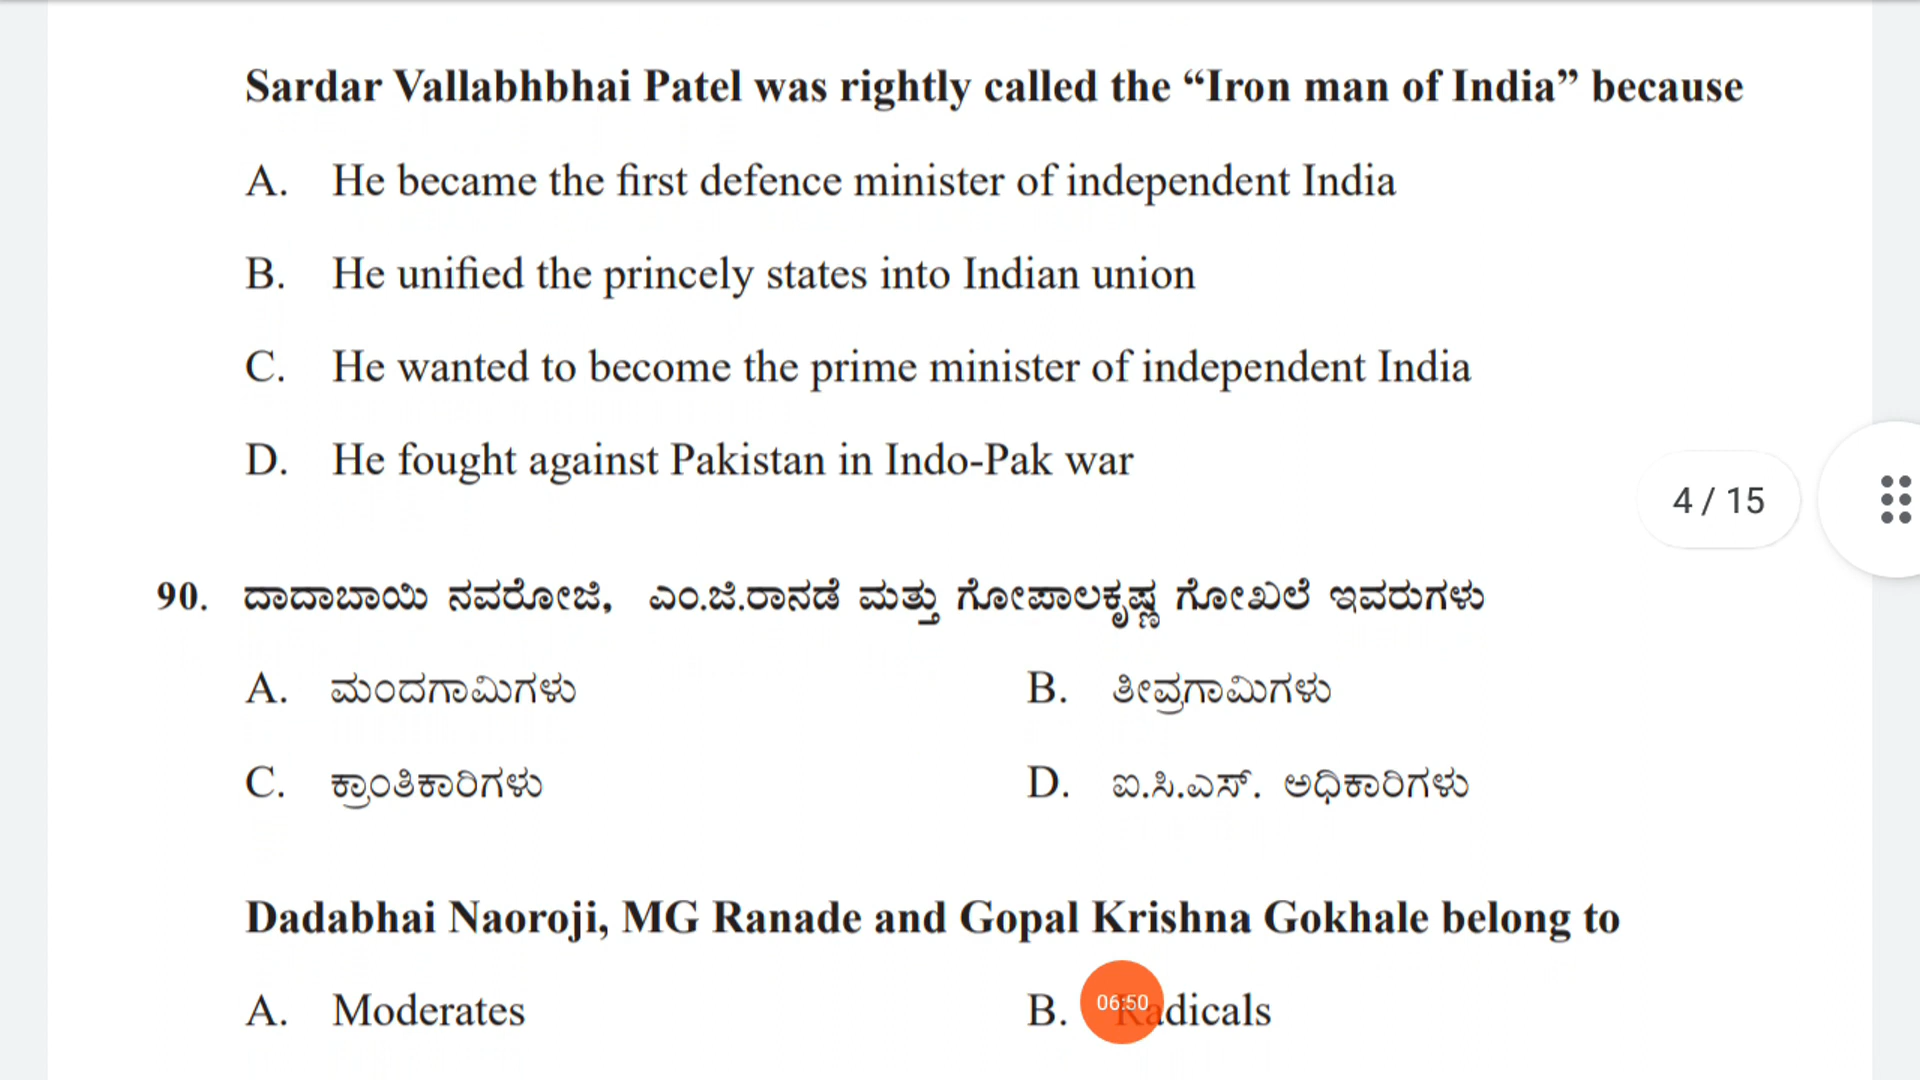 Sardar Vallabhbhai Patel was rightly called the “Iron man of India” because
A. He became the first defence minister of independent India
B. He unified the princely states into Indian union
C. He wanted to become the prime minister of independent India
D. He fought against Pakistan in Indo-Pak war
4 / 15
90. ದಾದಾಬಾಯಿ ನವರೋಜಿ, ಎಂ.ಜಿ.ರಾನಡೆ ಮತ್ತು ಗೋಪಾಲಕೃಷ್ಣ ಗೋಖಲೆ ಇವರುಗಳು
A. ಮಂದಗಾಮಿಗಳು B. ತೀವ್ರಗಾಮಿಗಳು
C. ಕ್ರಾಂತಿಕಾರಿಗಳು D. ಐ.ಸಿ.ಎಸ್. ಅಧಿಕಾರಿಗಳು
Dadabhai Naoroji, MG Ranade and Gopal Krishna Gokhale belong to
A. Moderates B. Radicals
06:50